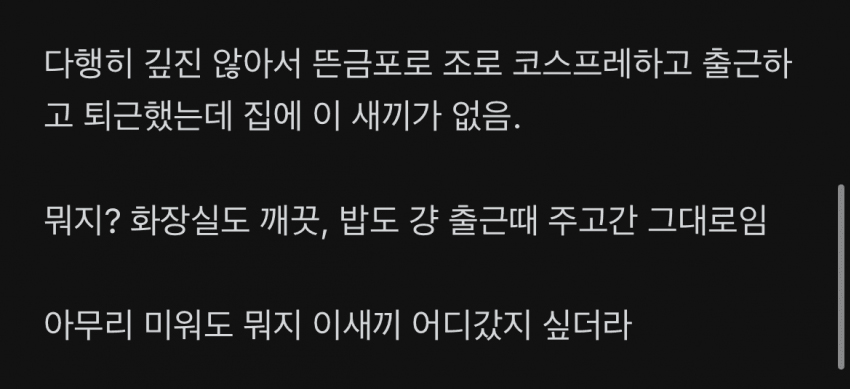 다행히 깊진 않아서 뜬금포로 조로 코스프레하고 출근하
고 퇴근했는데 집에 이 새끼가 없음.
뭐지? 화장실도 깨끗, 밥도 걍 출근때 주고간 그대로임
아무리 미워도 뭐지 이새끼 어디갔지 싶더라